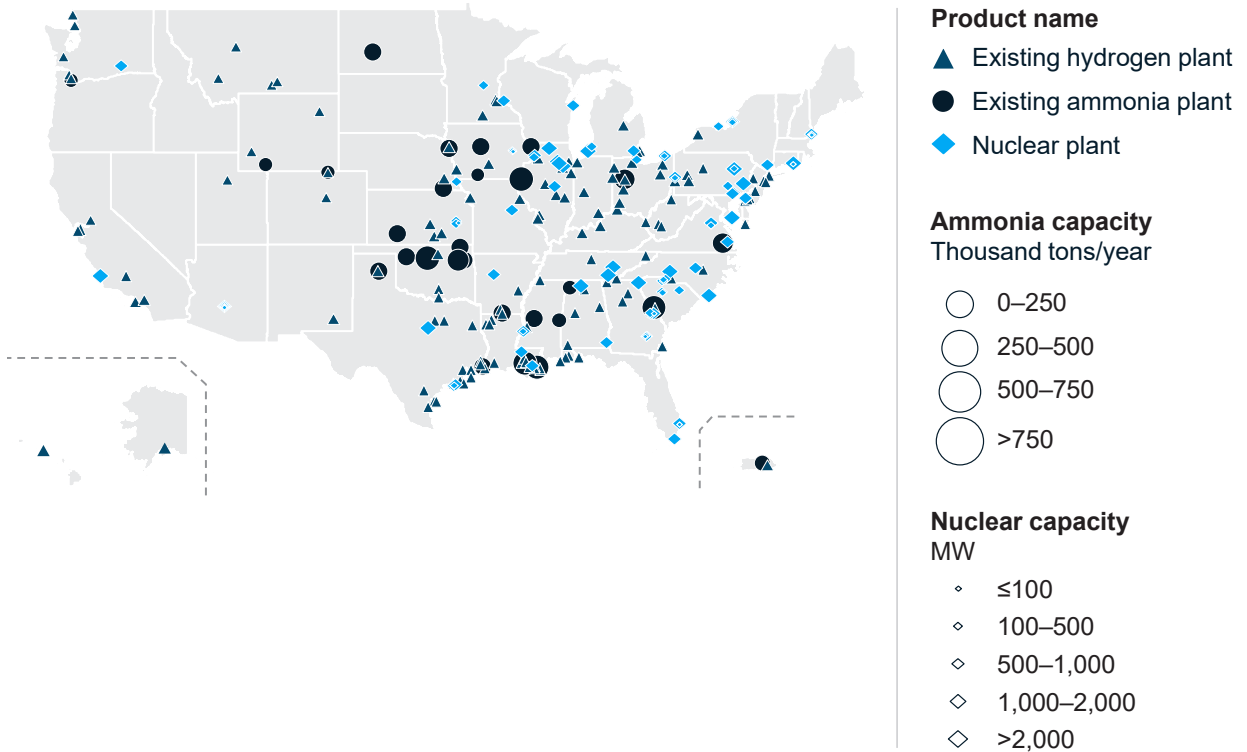 Product name
Existing hydrogen plant
Existing ammonia plant
Nuclear plant
Ammonia capacity
Thousand tons/year
0–250
250–500
500–750
>750
Nuclear capacity
MW
≤100
100–500
500–1,000
1,000–2,000
>2,000